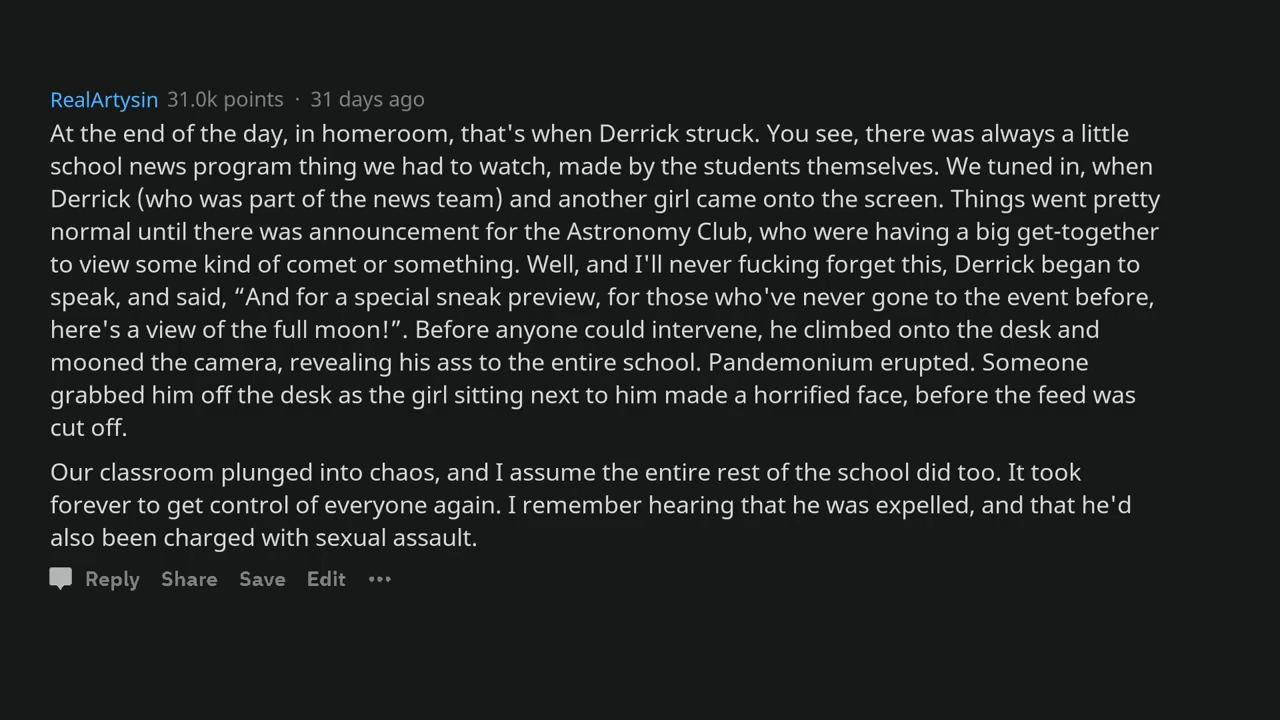 RealArtysin 31.0k points · 31 days ago
At the end of the day, in homeroom, that's when Derrick struck. You see, there was always a little
school news program thing we had to watch, made by the students themselves. We tuned in, when
Derrick (who was part of the news team) and another girl came onto the screen. Things went pretty
normal until there was announcement for the Astronomy Club, who were having a big get-together
to view some kind of comet or something. Well, and I'll never fucking forget this, Derrick began to
speak, and said, “And for a special sneak preview, for those who've never gone to the event before,
here's a view of the full moon!”. Before anyone could intervene, he climbed onto the desk and
mooned the camera, revealing his ass to the entire school. Pandemonium erupted. Someone
grabbed him off the desk as the girl sitting next to him made a horrified face, before the feed was
cut off.
Our classroom plunged into chaos, and I assume the entire rest of the school did too. It took
forever to get control of everyone again. I remember hearing that he was expelled, and that he'd
also been charged with sexual assault.
Reply Share Save Edit •••